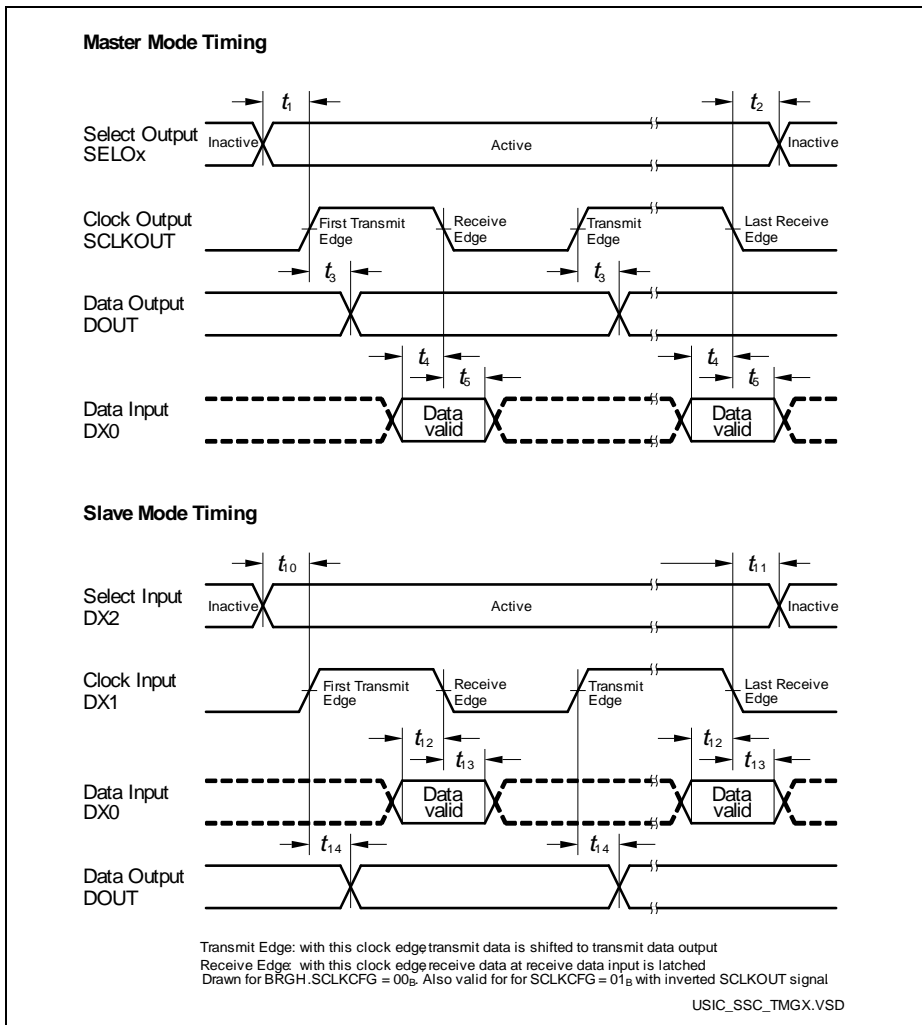 Master Mode Timing
t1
t2
Select Output
SELOx
Inactive
Active
Inactive
Clock Output
SCLKOUT
First Transmit
Edge
Receive
Edge
Transmit
Edge
Last Receive
Edge
t3
t3
Data Output
DOUT
t4
t5
t4
t5
Data Input
DX0
Data
valid
Data
valid
Slave Mode Timing
t10
t11
Select Input
DX2
Inactive
Active
Inactive
Clock Input
DX1
First Transmit
Edge
Receive
Edge
Transmit
Edge
Last Receive
Edge
t12
t13
t12
t13
Data Input
DX0
Data
valid
Data
valid
t14
t14
Data Output
DOUT
Transmit Edge: with this clock edge, transmit data is shifted to transmit data output
Receive Edge: with this clock edge, receive data at receive data input is latched
Drawn for BRGH.SCLKCFG = 00B. Also valid for for SCLKCFG = 01B with inverted SCLKOUT signal.
USIC_SSC_TMGX.VSD